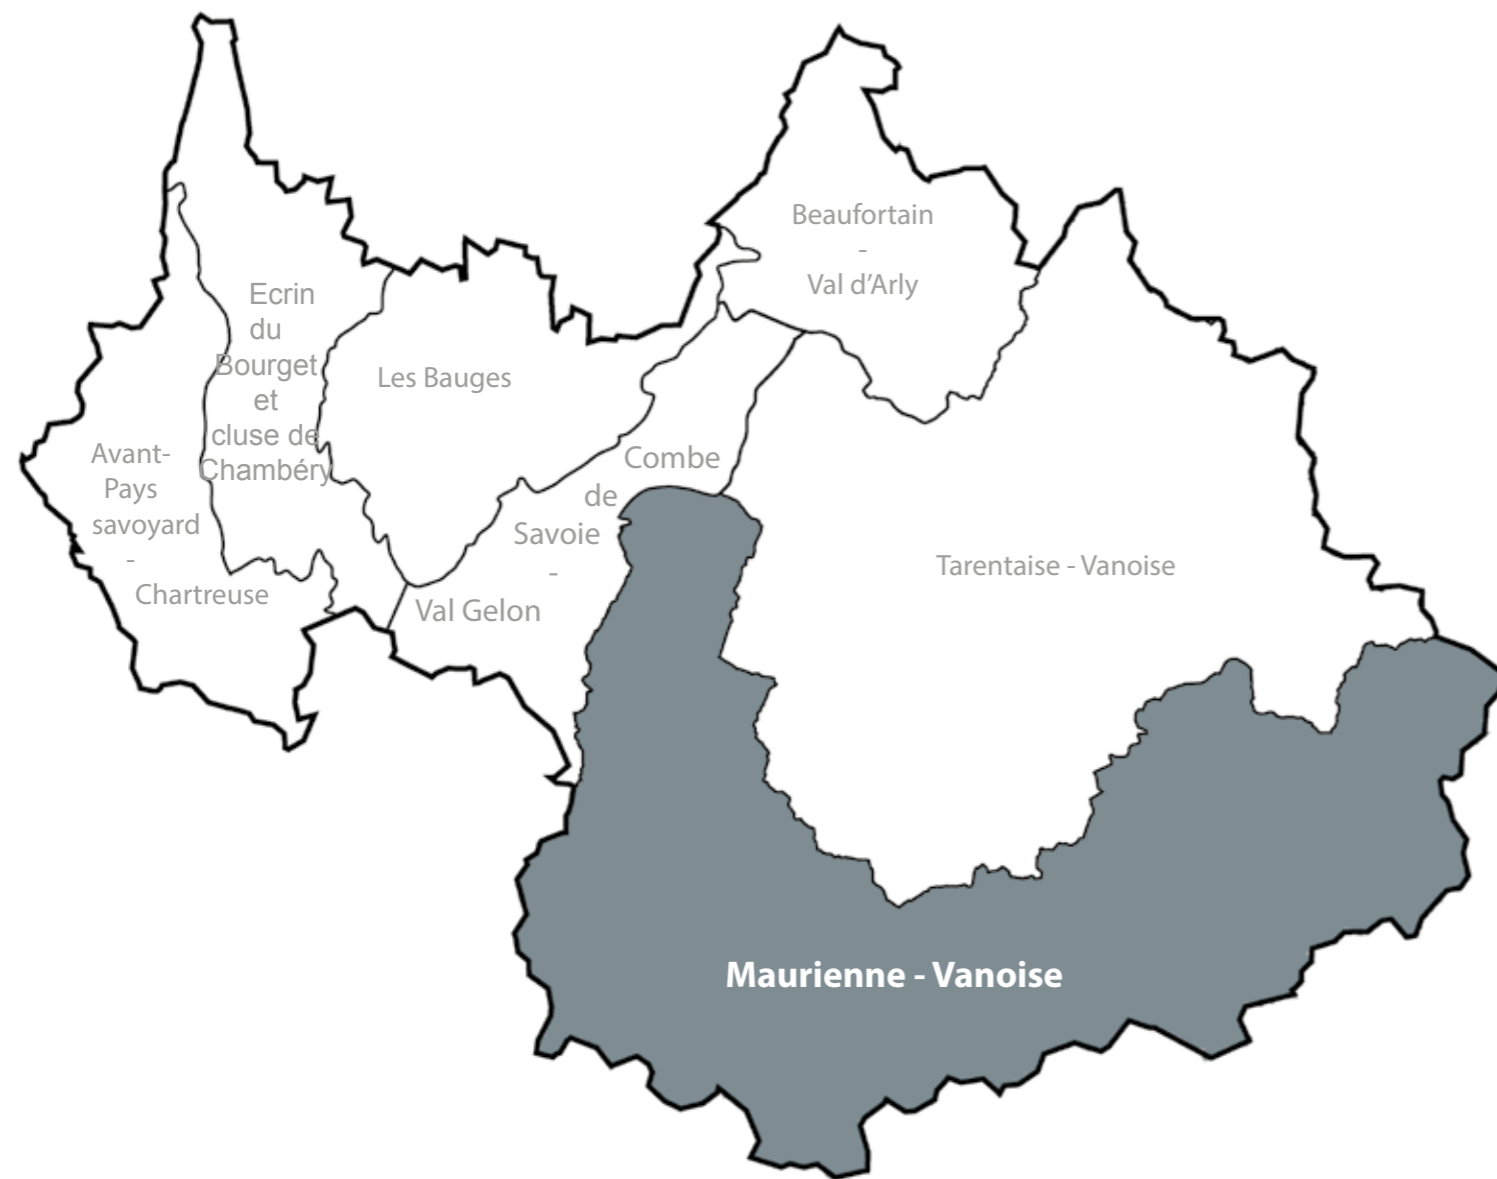 Beaufortain
-
Val d'Arly
Ecrin
du
Bourget
et
cluse de
Chambéry
Les Bauges
Avant-
Pays
savoyard
-
Chartreuse
Combe
de
Savoie
-
Val Gelon
Tarentaise - Vanoise
Maurienne - Vanoise